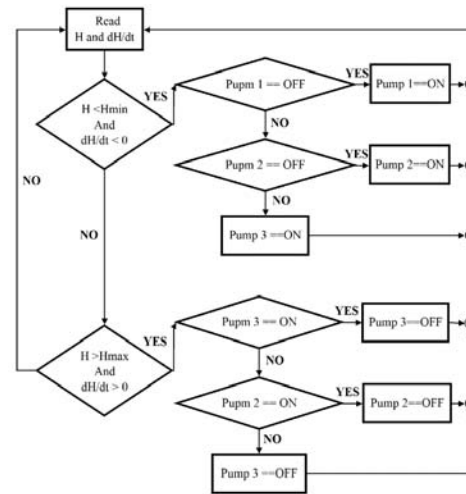 Read
H and dH/dt
H <Hmin
And
dH/dt < 0
YES
Pupm 1 == OFF
YES
Pump 1==ON
NO
Pupm 2 == OFF
YES
Pump 2==ON
NO
Pump 3 ==ON
NO
NO
H >Hmax
And
dH/dt > 0
YES
Pupm 3 == ON
YES
Pump 3==OFF
NO
Pupm 2 == ON
YES
Pump 2==OFF
NO
Pump 3 ==OFF